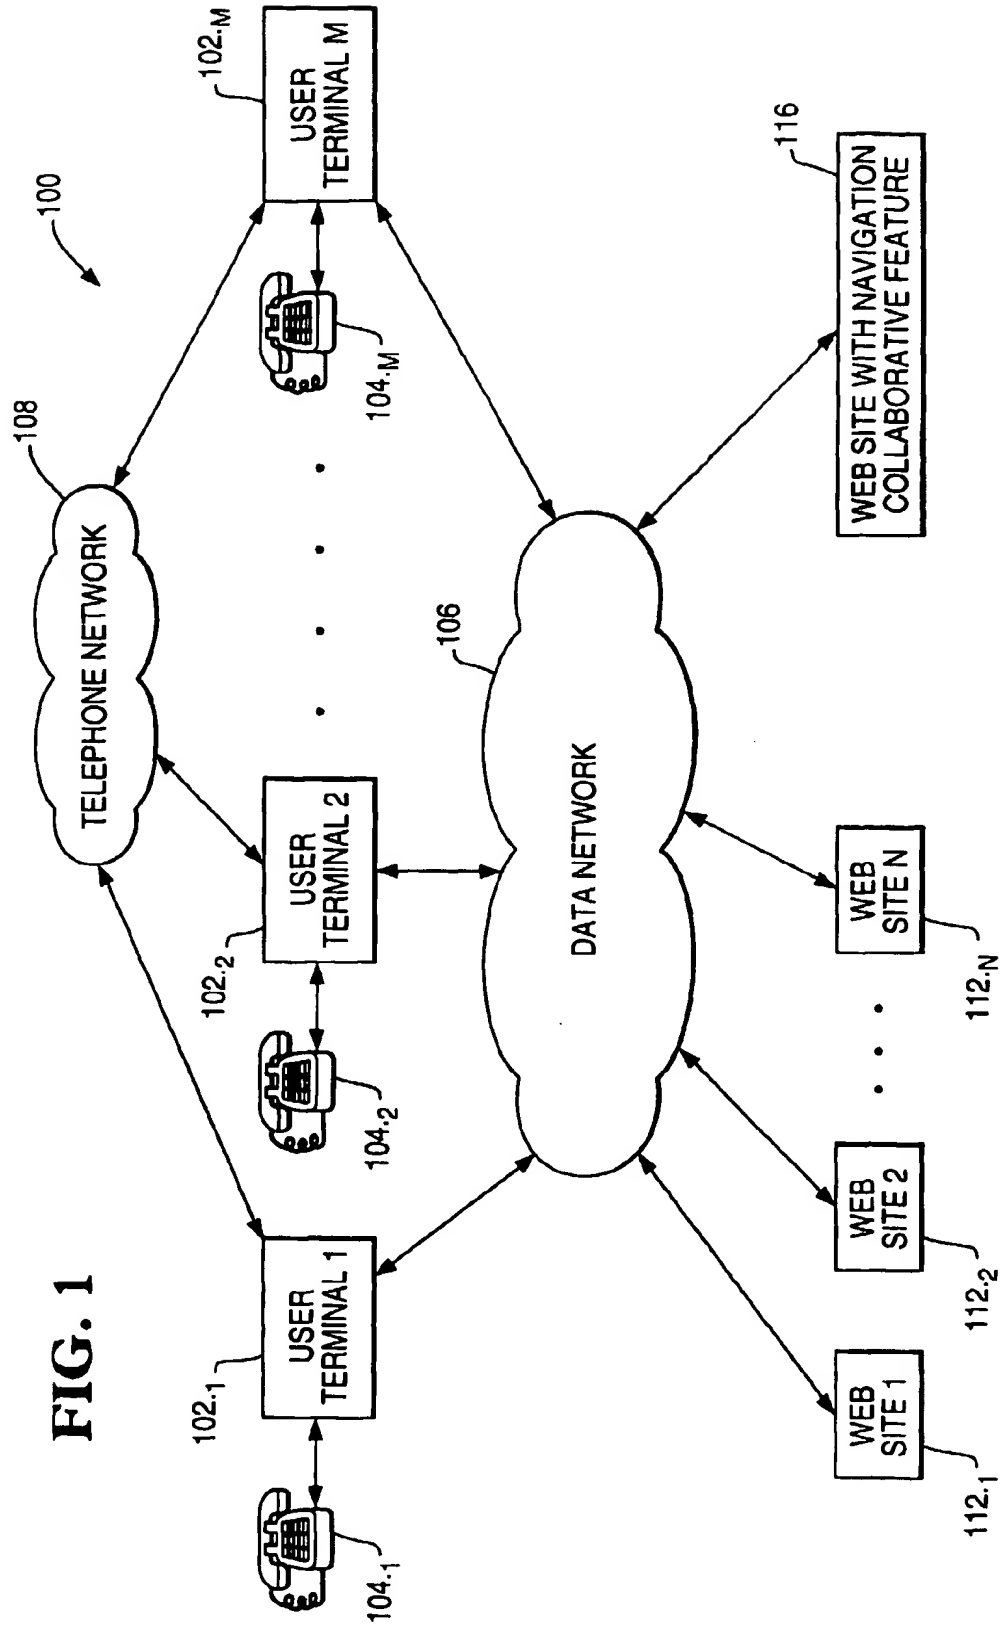 FIG. 1
100
108
TELEPHONE NETWORK
102.1
USER
TERMINAL 1
102.2
USER
TERMINAL 2
102.M
USER
TERMINAL M
104.1
104.2
104.M
106
DATA NETWORK
116
WEB SITE 1
WEB SITE 2
WEB SITE N
WEB SITE WITH NAVIGATION
COLLABORATIVE FEATURE
112.1
112.2
112.N